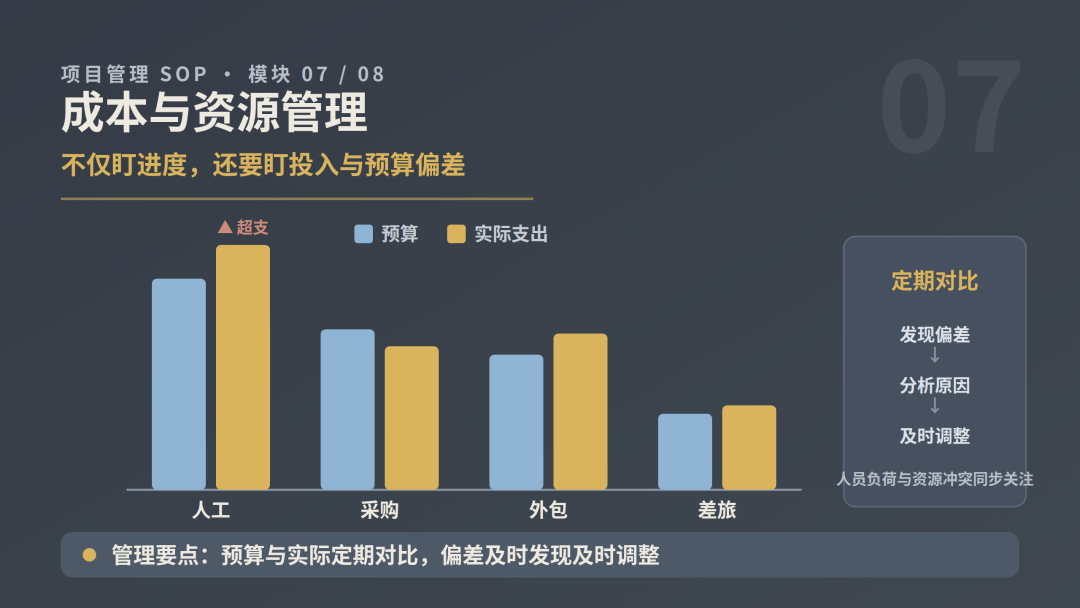 项目管理 SOP · 模块 07 / 08
07
成本与资源管理
不仅盯进度，还要盯投入与预算偏差
▲超支
预算
实际支出
人工
采购
外包
差旅
定期对比
发现偏差
↓
分析原因
↓
及时调整
人员负荷与资源冲突同步关注
管理要点：预算与实际定期对比，偏差及时发现及时调整